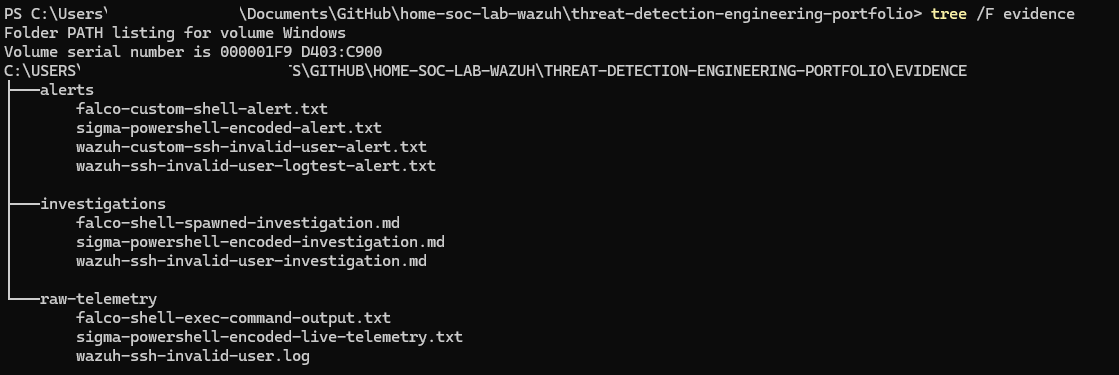 PS C:\Users\ \Documents\GitHub\home-soc-lab-wazuh\threat-detection-engineering-portfolio> tree /F evidence
Folder PATH listing for volume Windows
Volume serial number is 000001F9 D403:C900
C:\USERS\ S\GITHUB\HOME-SOC-LAB-WAZUH\THREAT-DETECTION-ENGINEERING-PORTFOLIO\EVIDENCE
├───alerts
│       falco-custom-shell-alert.txt
│       sigma-powershell-encoded-alert.txt
│       wazuh-custom-ssh-invalid-user-alert.txt
│       wazuh-ssh-invalid-user-logtest-alert.txt
│
├───investigations
│       falco-shell-spawned-investigation.md
│       sigma-powershell-encoded-investigation.md
│       wazuh-ssh-invalid-user-investigation.md
│
└───raw-telemetry
        falco-shell-exec-command-output.txt
        sigma-powershell-encoded-live-telemetry.txt
        wazuh-ssh-invalid-user.log